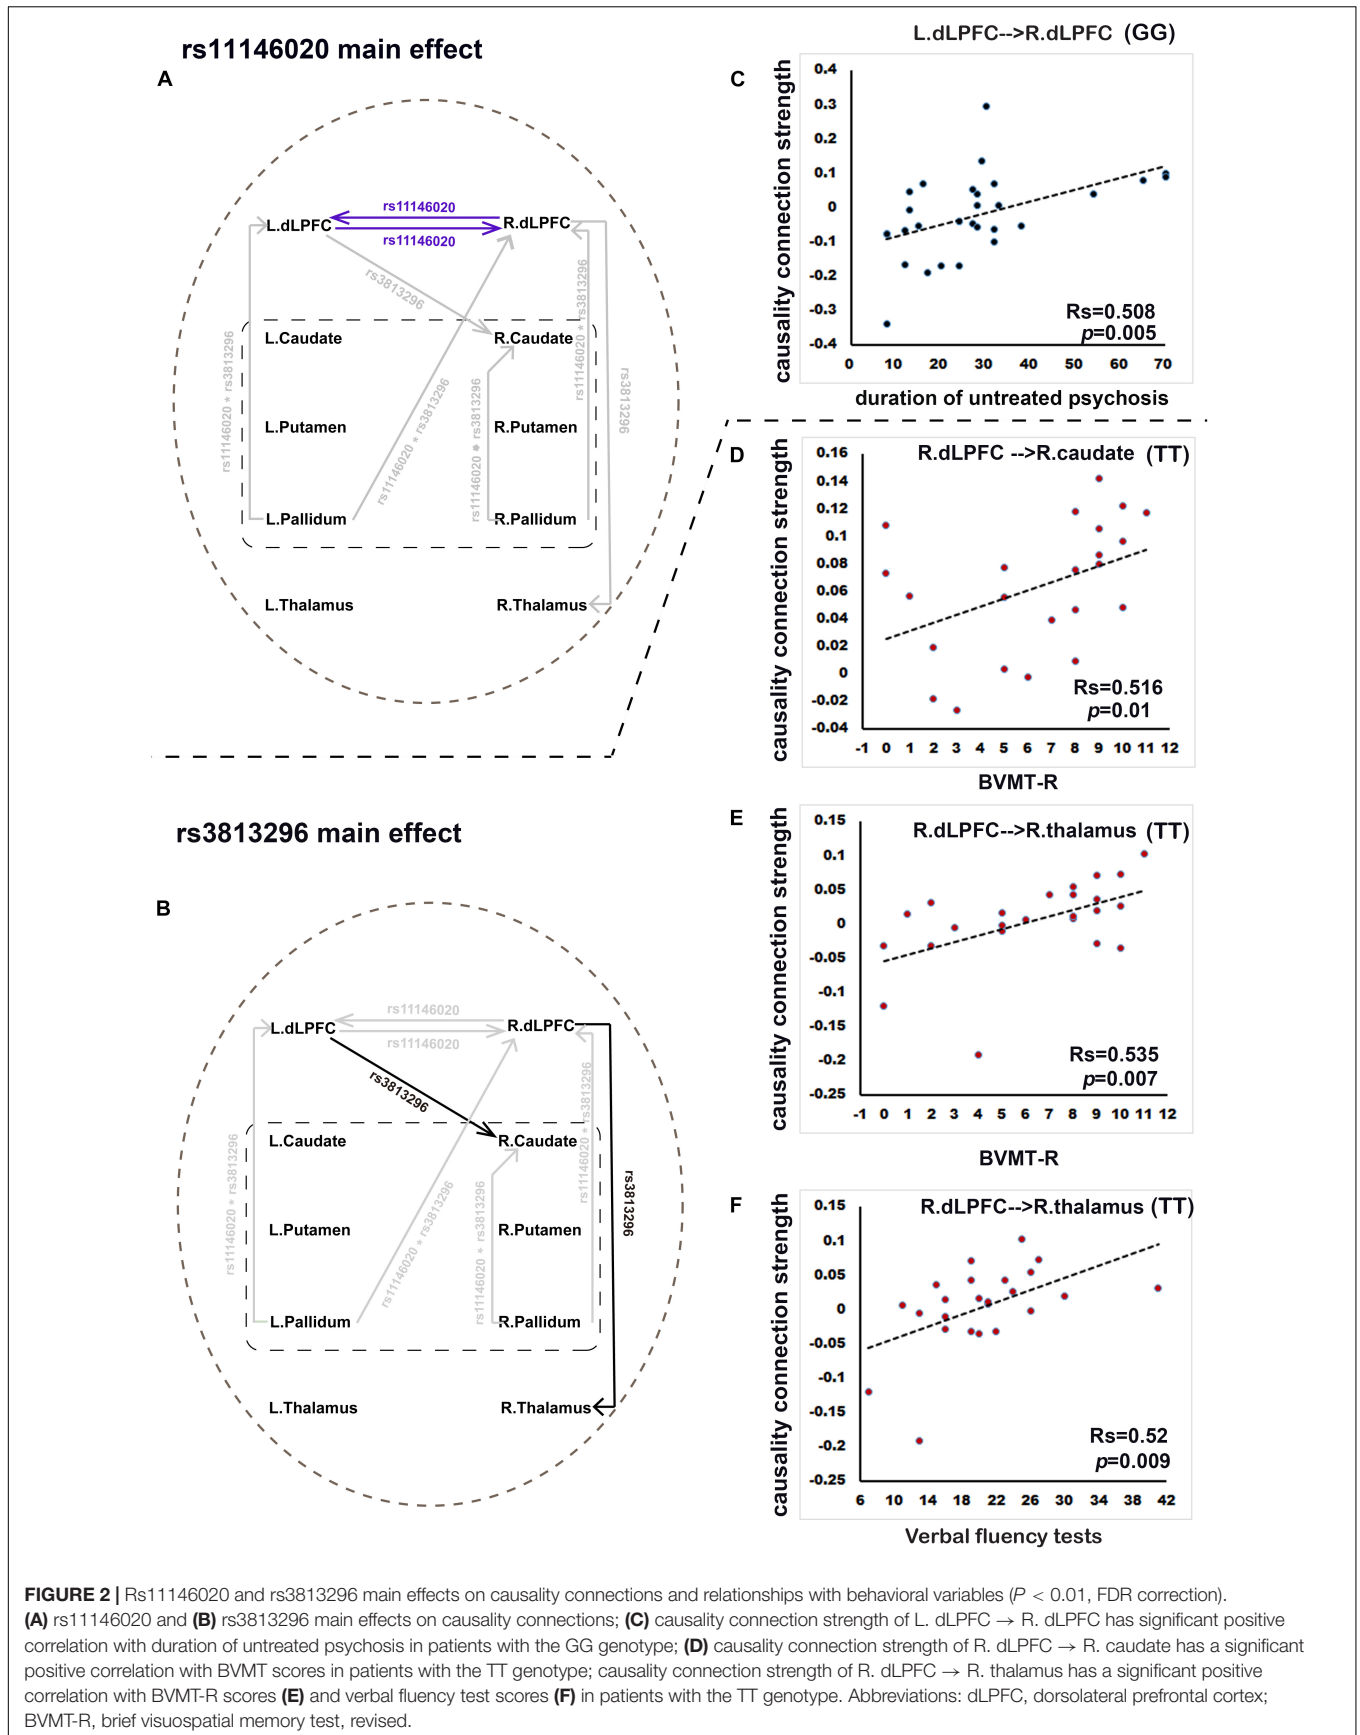 rs11146020 main effect
A
rs11146020
L.dLPFC
R.dLPFC
rs11146020
rs3813296
rs11146020 * rs3813296
L.Caudate
R.Caudate
rs11146020 * rs3813296
rs11146020 * rs3813296
rs11146020 * rs3813296
rs3813296
L.Putamen
R.Putamen
L.Pallidum
R.Pallidum
L.Thalamus
R.Thalamus
rs3813296 main effect
B
rs11146020
L.dLPFC
R.dLPFC
rs11146020
rs3813296
rs11146020 * rs3813296
L.Caudate
R.Caudate
rs11146020 * rs3813296
rs11146020 * rs3813296
rs11146020 * rs3813296
rs3813296
L.Putamen
R.Putamen
L.Pallidum
R.Pallidum
L.Thalamus
R.Thalamus
C
L.dLPFC-->R.dLPFC (GG)
causality connection strength
0.4
0.3
0.2
0.1
0
-0.1
-0.2
-0.3
-0.4
Rs=0.508
p=0.005
0 10 20 30 40 50 60 70
duration of untreated psychosis
D
R.dLPFC -->R.caudate (TT)
causality connection strength
0.16
0.14
0.12
0.1
0.08
0.06
0.04
0.02
0
-0.02
-0.04
Rs=0.516
p=0.01
-1 0 1 2 3 4 5 6 7 8 9 10 11 12
BVMT-R
E
R.dLPFC-->R.thalamus (TT)
causality connection strength
0.15
0.1
0.05
0
-0.05
-0.1
-0.15
-0.2
-0.25
Rs=0.535
p=0.007
-1 0 1 2 3 4 5 6 7 8 9 10 11 12
BVMT-R
F
R.dLPFC-->R.thalamus (TT)
causality connection strength
0.15
0.1
0.05
0
-0.05
-0.1
-0.15
-0.2
-0.25
Rs=0.52
p=0.009
6 10 14 18 22 26 30 34 38 42
Verbal fluency tests
FIGURE 2 | Rs11146020 and rs3813296 main effects on causality connections and relationships with behavioral variables (P < 0.01, FDR correction).
(A) rs11146020 and (B) rs3813296 main effects on causality connections; (C) causality connection strength of L. dLPFC → R. dLPFC has significant positive
correlation with duration of untreated psychosis in patients with the GG genotype; (D) causality connection strength of R. dLPFC → R. caudate has a significant
positive correlation with BVMT scores in patients with the TT genotype; causality connection strength of R. dLPFC → R. thalamus has a significant positive
correlation with BVMT-R scores (E) and verbal fluency test scores (F) in patients with the TT genotype. Abbreviations: dLPFC, dorsolateral prefrontal cortex;
BVMT-R, brief visuospatial memory test, revised.